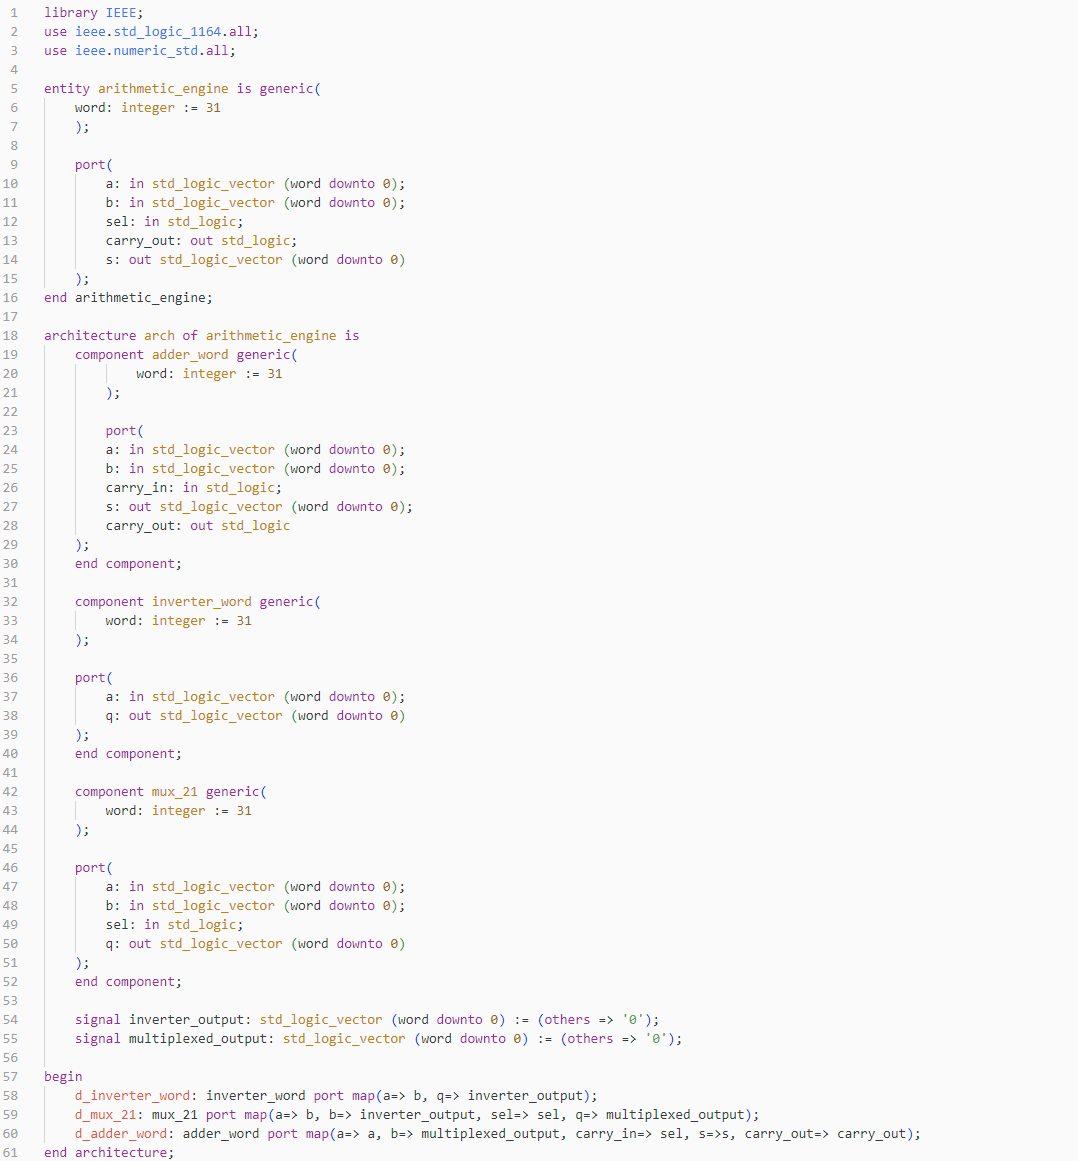 1 library IEEE;
2 use ieee.std_logic_1164.all;
3 use ieee.numeric_std.all;
4
5 entity arithmetic_engine is generic(
6     word: integer := 31
7     );
8
9     port(
10         a: in std_logic_vector (word downto 0);
11         b: in std_logic_vector (word downto 0);
12         sel: in std_logic;
13         carry_out: out std_logic;
14         s: out std_logic_vector (word downto 0)
15     );
16 end arithmetic_engine;
17
18 architecture arch of arithmetic_engine is
19     component adder_word generic(
20             word: integer := 31
21         );
22
23         port(
24         a: in std_logic_vector (word downto 0);
25         b: in std_logic_vector (word downto 0);
26         carry_in: in std_logic;
27         s: out std_logic_vector (word downto 0);
28         carry_out: out std_logic
29     );
30     end component;
31
32     component inverter_word generic(
33         word: integer := 31
34     );
35
36     port(
37         a: in std_logic_vector (word downto 0);
38         q: out std_logic_vector (word downto 0)
39     );
40     end component;
41
42     component mux_21 generic(
43         word: integer := 31
44     );
45
46     port(
47         a: in std_logic_vector (word downto 0);
48         b: in std_logic_vector (word downto 0);
49         sel: in std_logic;
50         q: out std_logic_vector (word downto 0)
51     );
52     end component;
53
54     signal inverter_output: std_logic_vector (word downto 0) := (others => '0');
55     signal multiplexed_output: std_logic_vector (word downto 0) := (others => '0');
56
57 begin
58     d_inverter_word: inverter_word port map(a=> b, q=> inverter_output);
59     d_mux_21: mux_21 port map(a=> b, b=> inverter_output, sel=> sel, q=> multiplexed_output);
60     d_adder_word: adder_word port map(a=> a, b=> multiplexed_output, carry_in=> sel, s=>s, carry_out=> carry_out);
61 end architecture;